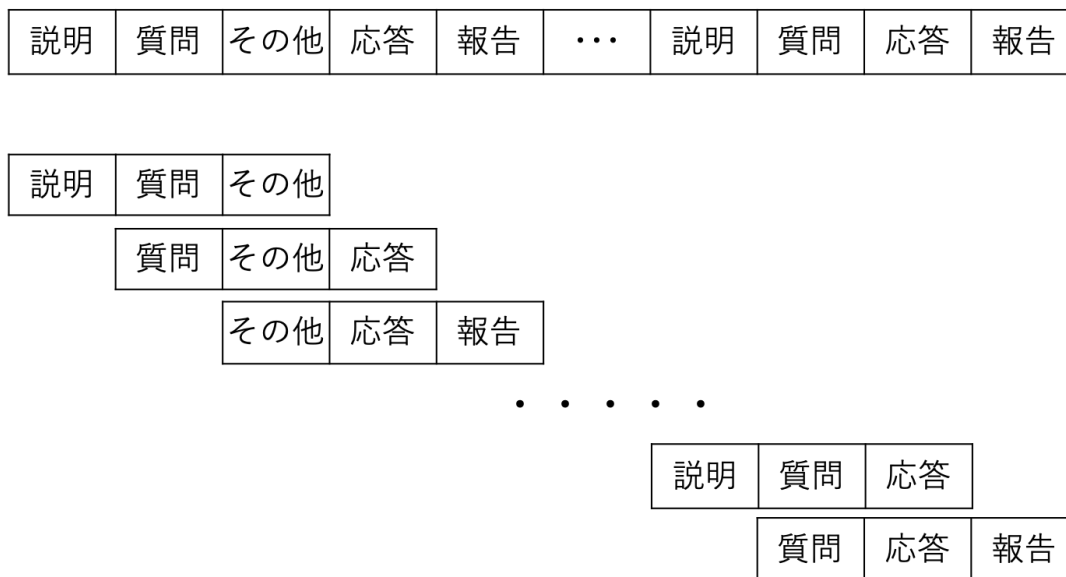 説明 質問 その他 応答 報告 ・・・ 説明 質問 応答 報告
説明 質問 その他
質問 その他 応答
その他 応答 報告
・・・・・
説明 質問 応答
質問 応答 報告